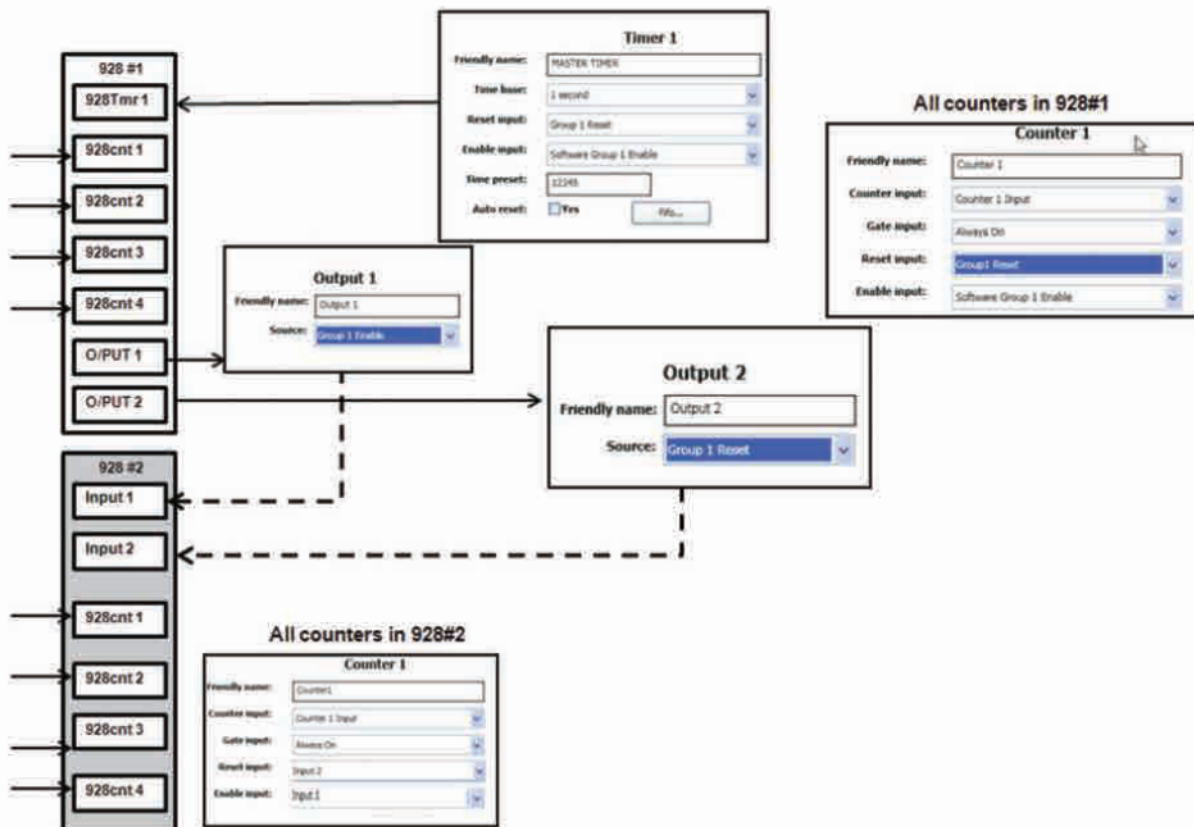 928 #1
928Tmr 1
928cnt 1
928cnt 2
928cnt 3
928cnt 4
O/PUT 1
O/PUT 2
Timer 1
Friendly name: MASTER TIMER
Time base: 1 second
Reset input: Group 1 Reset
Enable input: Software Group 1 Enable
Time preset: 12345
Auto reset: Yes Info...
All counters in 928#1
Counter 1
Friendly name: Counter 1
Counter input: Counter 1 Input
Gate input: Always On
Reset input: Group1 Reset
Enable input: Software Group 1 Enable
Output 1
Friendly name: Output 1
Source: Group 1 Enable
Output 2
Friendly name: Output 2
Source: Group 1 Reset
928 #2
Input 1
Input 2
928cnt 1
928cnt 2
928cnt 3
928cnt 4
All counters in 928#2
Counter 1
Friendly name: Counter1
Counter input: Counter 1 Input
Gate input: Always On
Reset input: Input 2
Enable input: Input 1